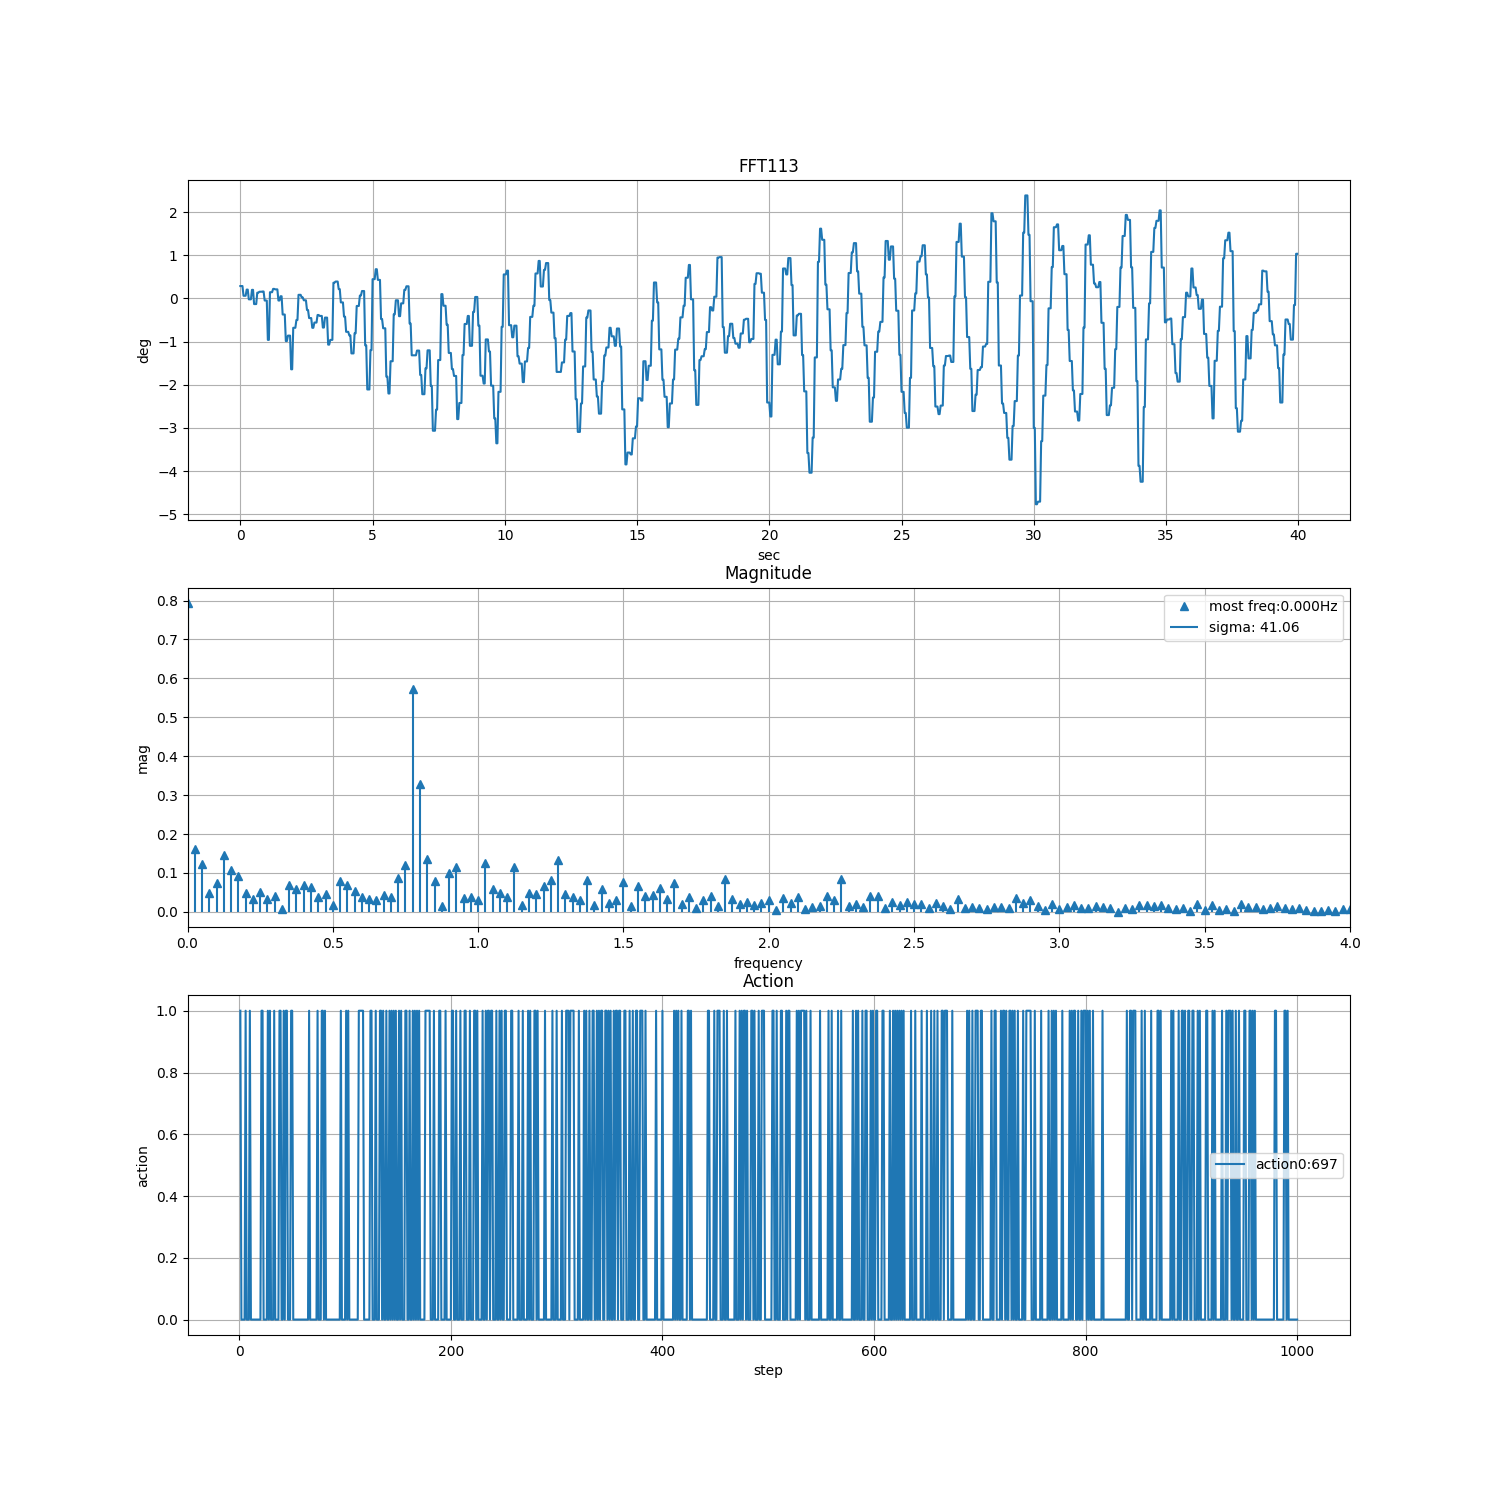 FFT113
2
1
0
−1
−2
−3
−4
−5
deg
0 5 10 15 20 25 30 35 40
sec
Magnitude
0.8
0.7
0.6
0.5
0.4
0.3
0.2
0.1
0.0
mag
most freq:0.000Hz
sigma: 41.06
0.0 0.5 1.0 1.5 2.0 2.5 3.0 3.5 4.0
frequency
Action
1.0
0.8
0.6
0.4
0.2
0.0
action
action0:697
0 200 400 600 800 1000
step